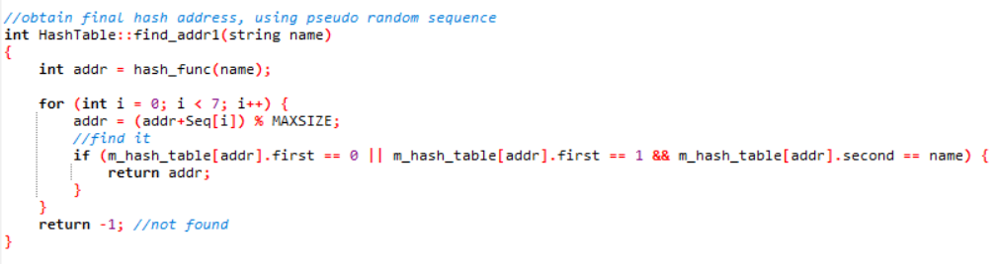 //obtain final hash address, using pseudo random sequence
int HashTable::find_addr1(string name)
{
    int addr = hash_func(name);

    for (int i = 0; i < 7; i++) {
        addr = (addr+Seq[i]) % MAXSIZE;
        //find it
        if (m_hash_table[addr].first == 0 || m_hash_table[addr].first == 1 && m_hash_table[addr].second == name) {
            return addr;
        }
    }
    return -1; //not found
}